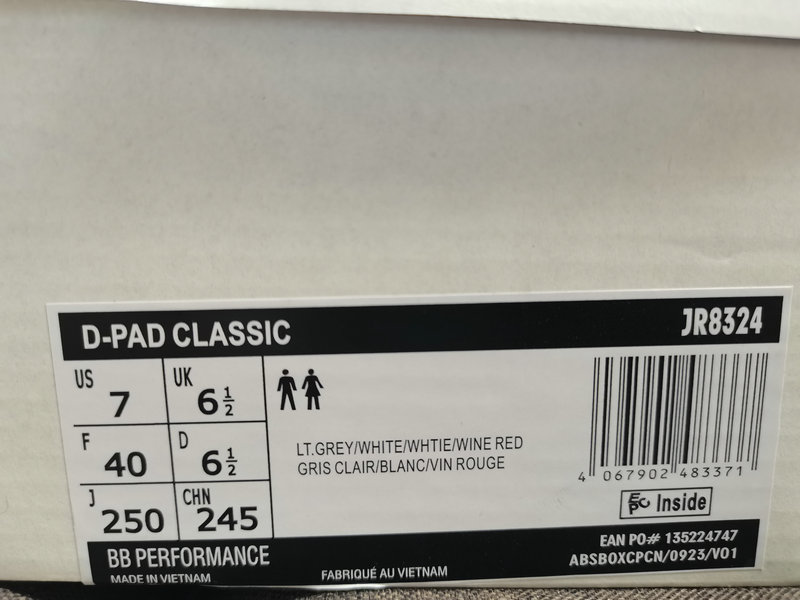 D-PAD CLASSIC JR8324
US 7 UK 6 1/2
F 40 D 6 1/2
J 250 CHN 245
LT.GREY/WHITE/WHTIE/WINE RED
GRIS CLAIR/BLANC/VIN ROUGE
4 067902 483371
EPC Inside
BB PERFORMANCE
MADE IN VIETNAM
FABRIQUÉ AU VIETNAM
EAN PO# 135224747
ABSBOXCPCN/0923/V01